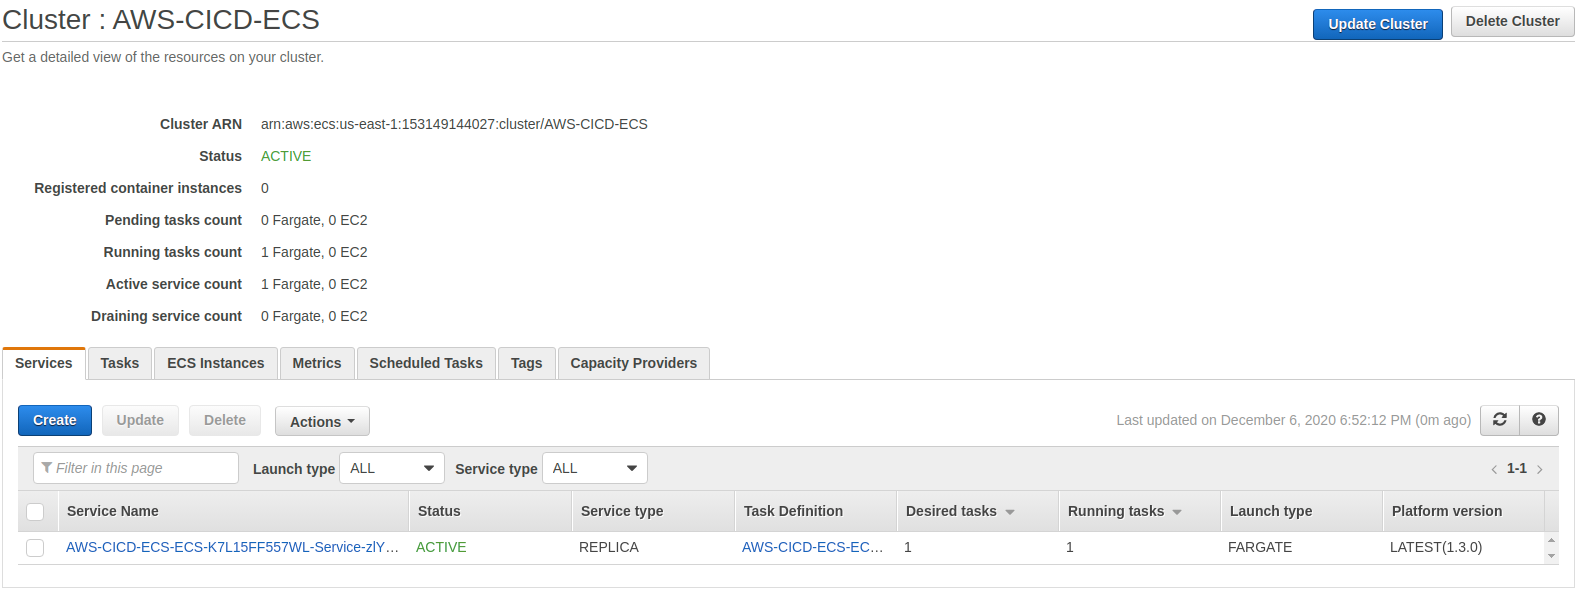 Cluster : AWS-CICD-ECS
Update Cluster
Delete Cluster
Get a detailed view of the resources on your cluster.
Cluster ARN arn:aws:ecs:us-east-1:153149144027:cluster/AWS-CICD-ECS
Status ACTIVE
Registered container instances 0
Pending tasks count 0 Fargate, 0 EC2
Running tasks count 1 Fargate, 0 EC2
Active service count 1 Fargate, 0 EC2
Draining service count 0 Fargate, 0 EC2
Services Tasks ECS Instances Metrics Scheduled Tasks Tags Capacity Providers
Create Update Delete Actions Last updated on December 6, 2020 6:52:12 PM (0m ago)
Filter in this page Launch type ALL Service type ALL < 1-1 >
Service Name Status Service type Task Definition Desired tasks Running tasks Launch type Platform version
AWS-CICD-ECS-ECS-K7L15FF557WL-Service-zlY... ACTIVE REPLICA AWS-CICD-ECS-EC... 1 1 FARGATE LATEST(1.3.0)